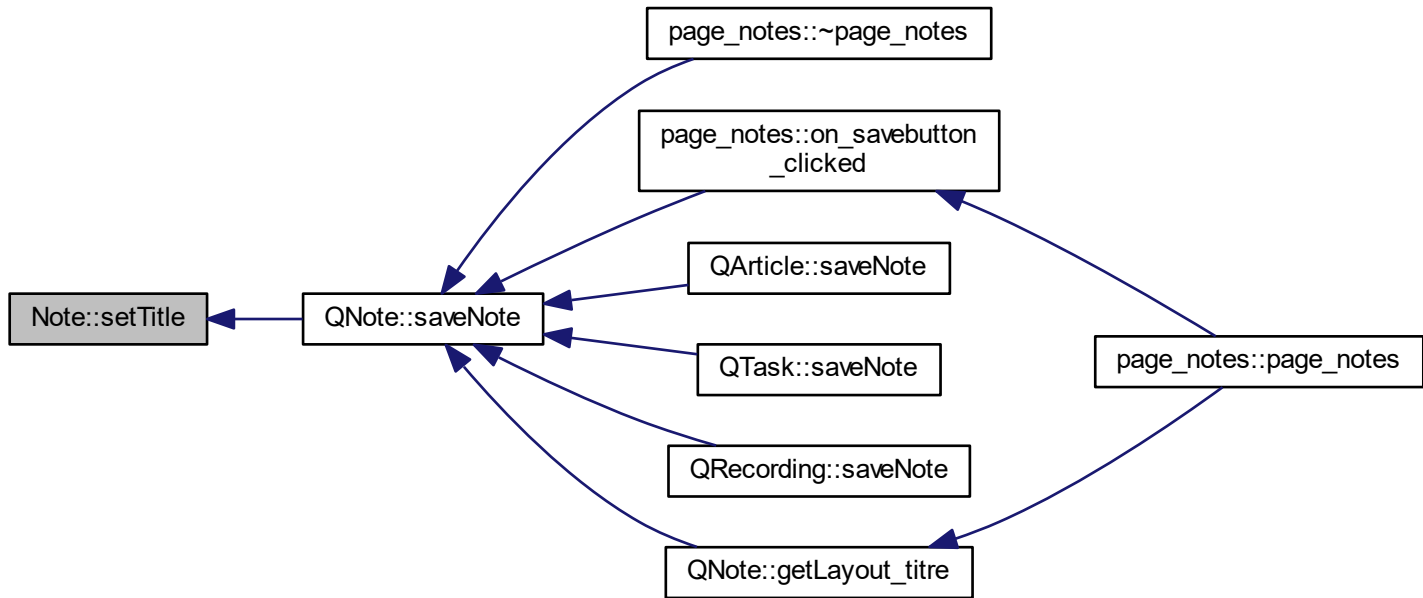 page_notes::~page_notes
page_notes::on_savebutton
_clicked
QArticle::saveNote
Note::setTitle
QNote::saveNote
page_notes::page_notes
QTask::saveNote
QRecording::saveNote
QNote::getLayout_titre